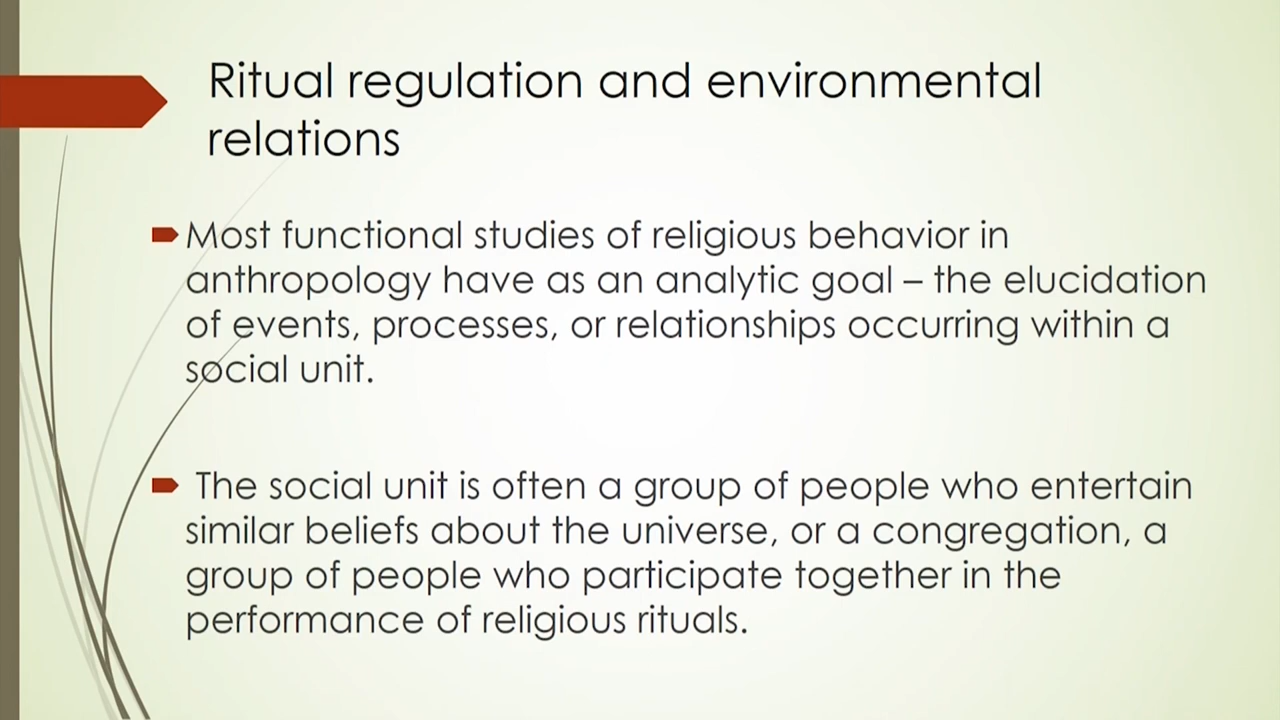 Ritual regulation and environmental
relations
Most functional studies of religious behavior in
anthropology have as an analytic goal – the elucidation
of events, processes, or relationships occurring within a
social unit.
The social unit is often a group of people who entertain
similar beliefs about the universe, or a congregation, a
group of people who participate together in the
performance of religious rituals.